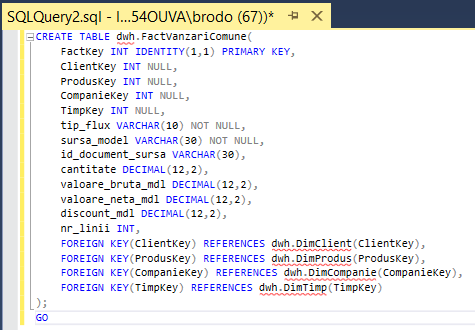 SQLQuery2.sql - l...54OUVA\brodo (67))*
CREATE TABLE dwh.FactVanzariComune(
FactKey INT IDENTITY(1,1) PRIMARY KEY,
ClientKey INT NULL,
ProdusKey INT NULL,
CompanieKey INT NULL,
TimpKey INT NULL,
tip_flux VARCHAR(10) NOT NULL,
sursa_model VARCHAR(30) NOT NULL,
id_document_sursa VARCHAR(30),
cantitate DECIMAL(12,2),
valoare_bruta_mdl DECIMAL(12,2),
valoare_neta_mdl DECIMAL(12,2),
discount_mdl DECIMAL(12,2),
nr_linii INT,
FOREIGN KEY(ClientKey) REFERENCES dwh.DimClient(ClientKey),
FOREIGN KEY(ProdusKey) REFERENCES dwh.DimProdus(ProdusKey),
FOREIGN KEY(CompanieKey) REFERENCES dwh.DimCompanie(CompanieKey),
FOREIGN KEY(TimpKey) REFERENCES dwh.DimTimp(TimpKey)
);
GO